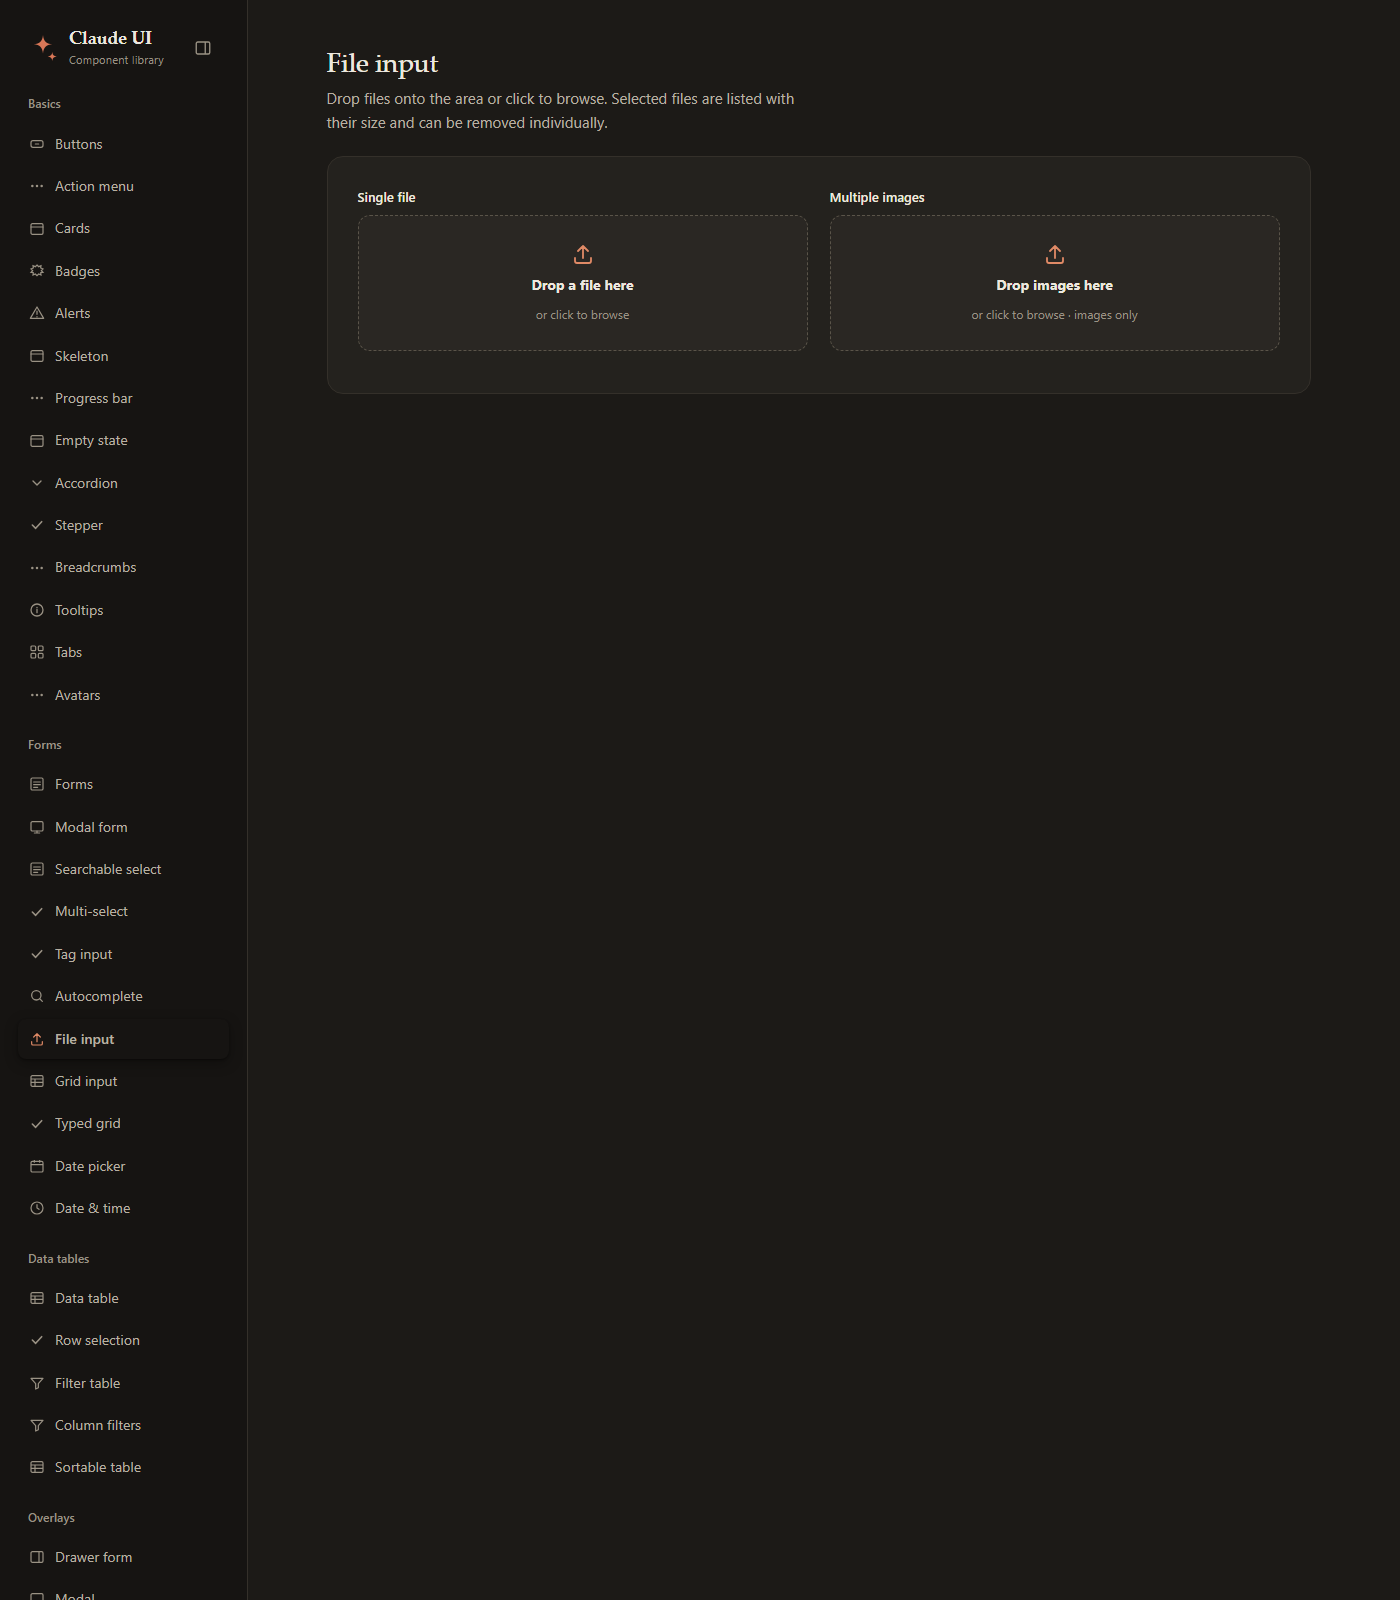 Claude UI
Component library
Basics
Buttons
Action menu
Cards
Badges
Alerts
Skeleton
Progress bar
Empty state
Accordion
Stepper
Breadcrumbs
Tooltips
Tabs
Avatars
Forms
Forms
Modal form
Searchable select
Multi-select
Tag input
Autocomplete
File input
Grid input
Typed grid
Date picker
Date & time
Data tables
Data table
Row selection
Filter table
Column filters
Sortable table
Overlays
Drawer form
Modal
File input
Drop files onto the area or click to browse. Selected files are listed with
their size and can be removed individually.
Single file
Drop a file here
or click to browse
Multiple images
Drop images here
or click to browse · images only